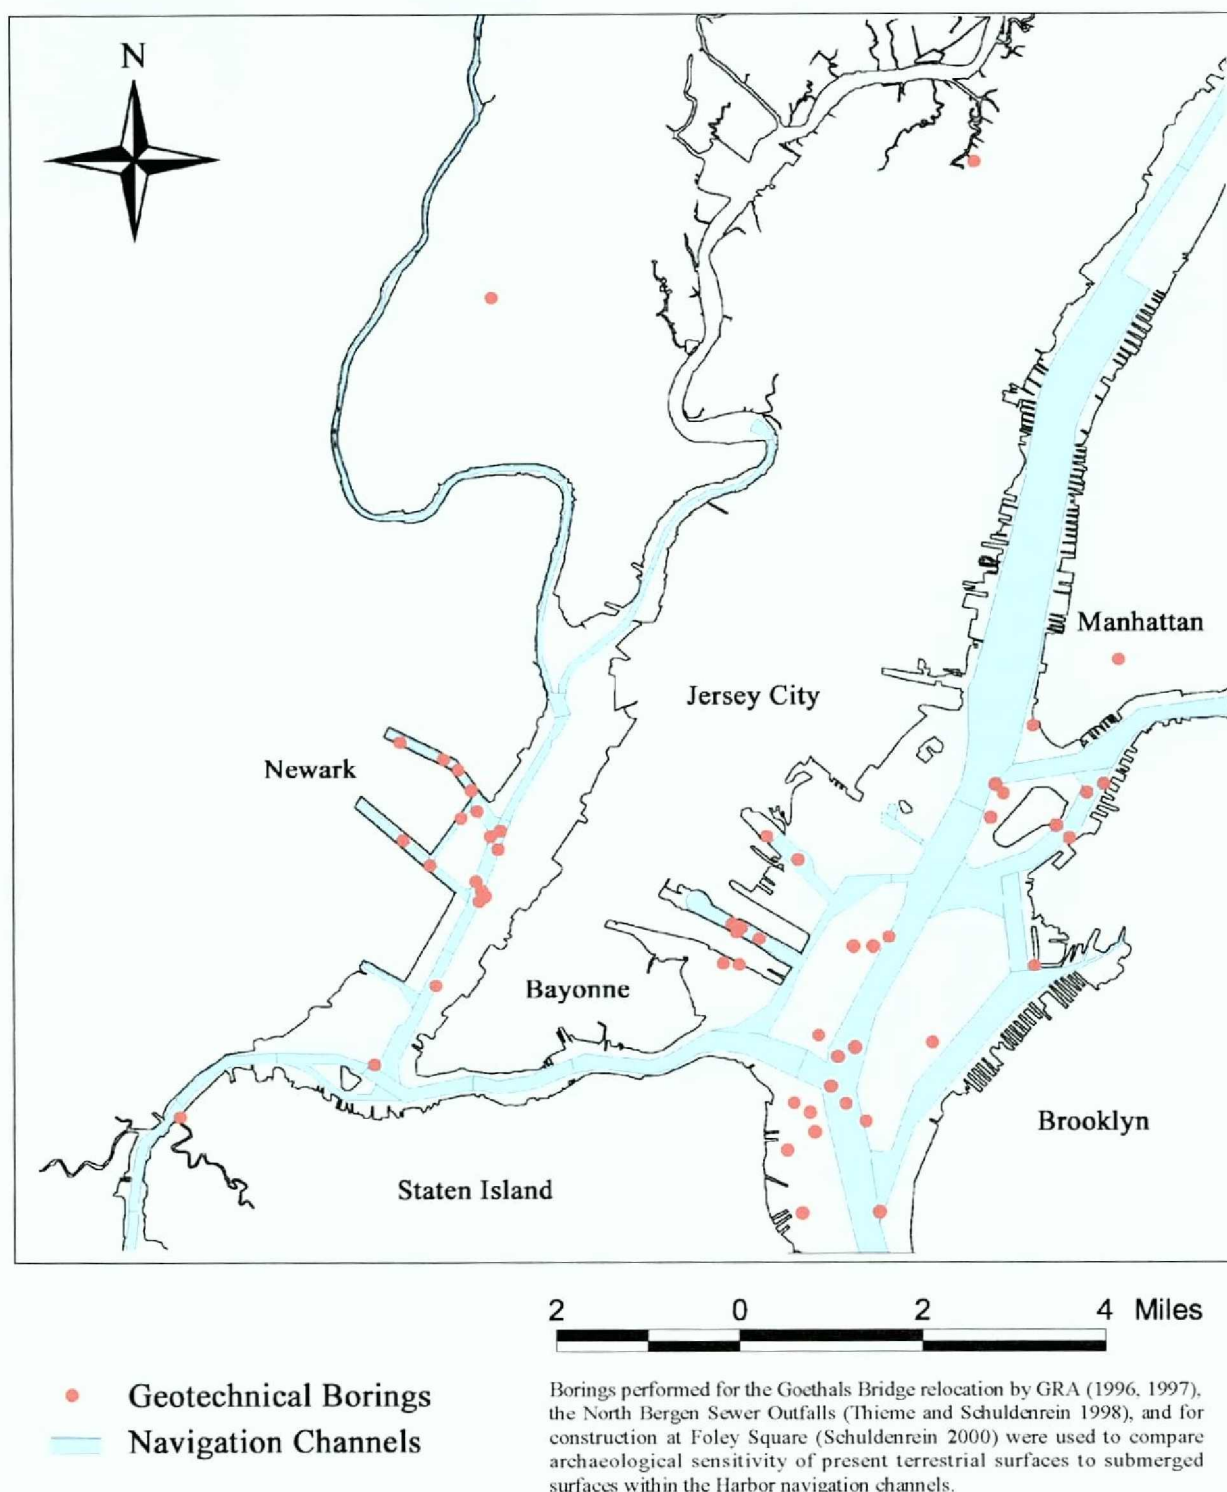 N
Manhattan
Jersey City
Newark
Bayonne
Brooklyn
Staten Island
2 0 2 4 Miles
Geotechnical Borings
Navigation Channels
Borings performed for the Goethals Bridge relocation by GRA (1996, 1997),
the North Bergen Sewer Outfalls (Thieme and Schuldenrein 1998), and for
construction at Foley Square (Schuldenrein 2000) were used to compare
archaeological sensitivity of present terrestrial surfaces to submerged
surfaces within the Harbor navigation channels.